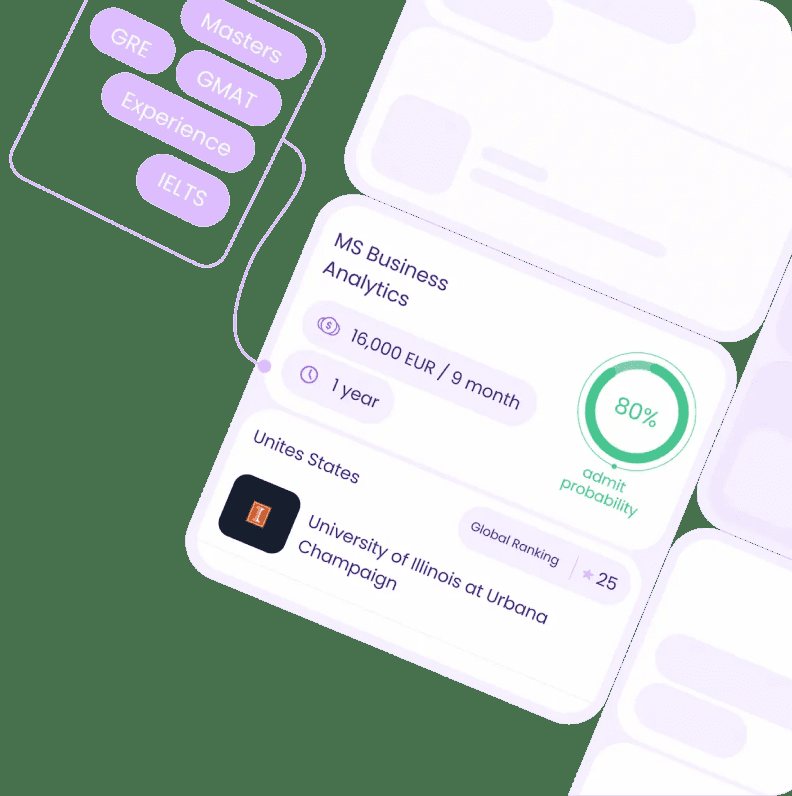 Masters
GRE
GMAT
Experience
IELTS
MS Business
Analytics
16,000 EUR / 9 month
1 year
80%
admit
probability
Unites States
Global Ranking
25
University of Illinois at Urbana
Champaign